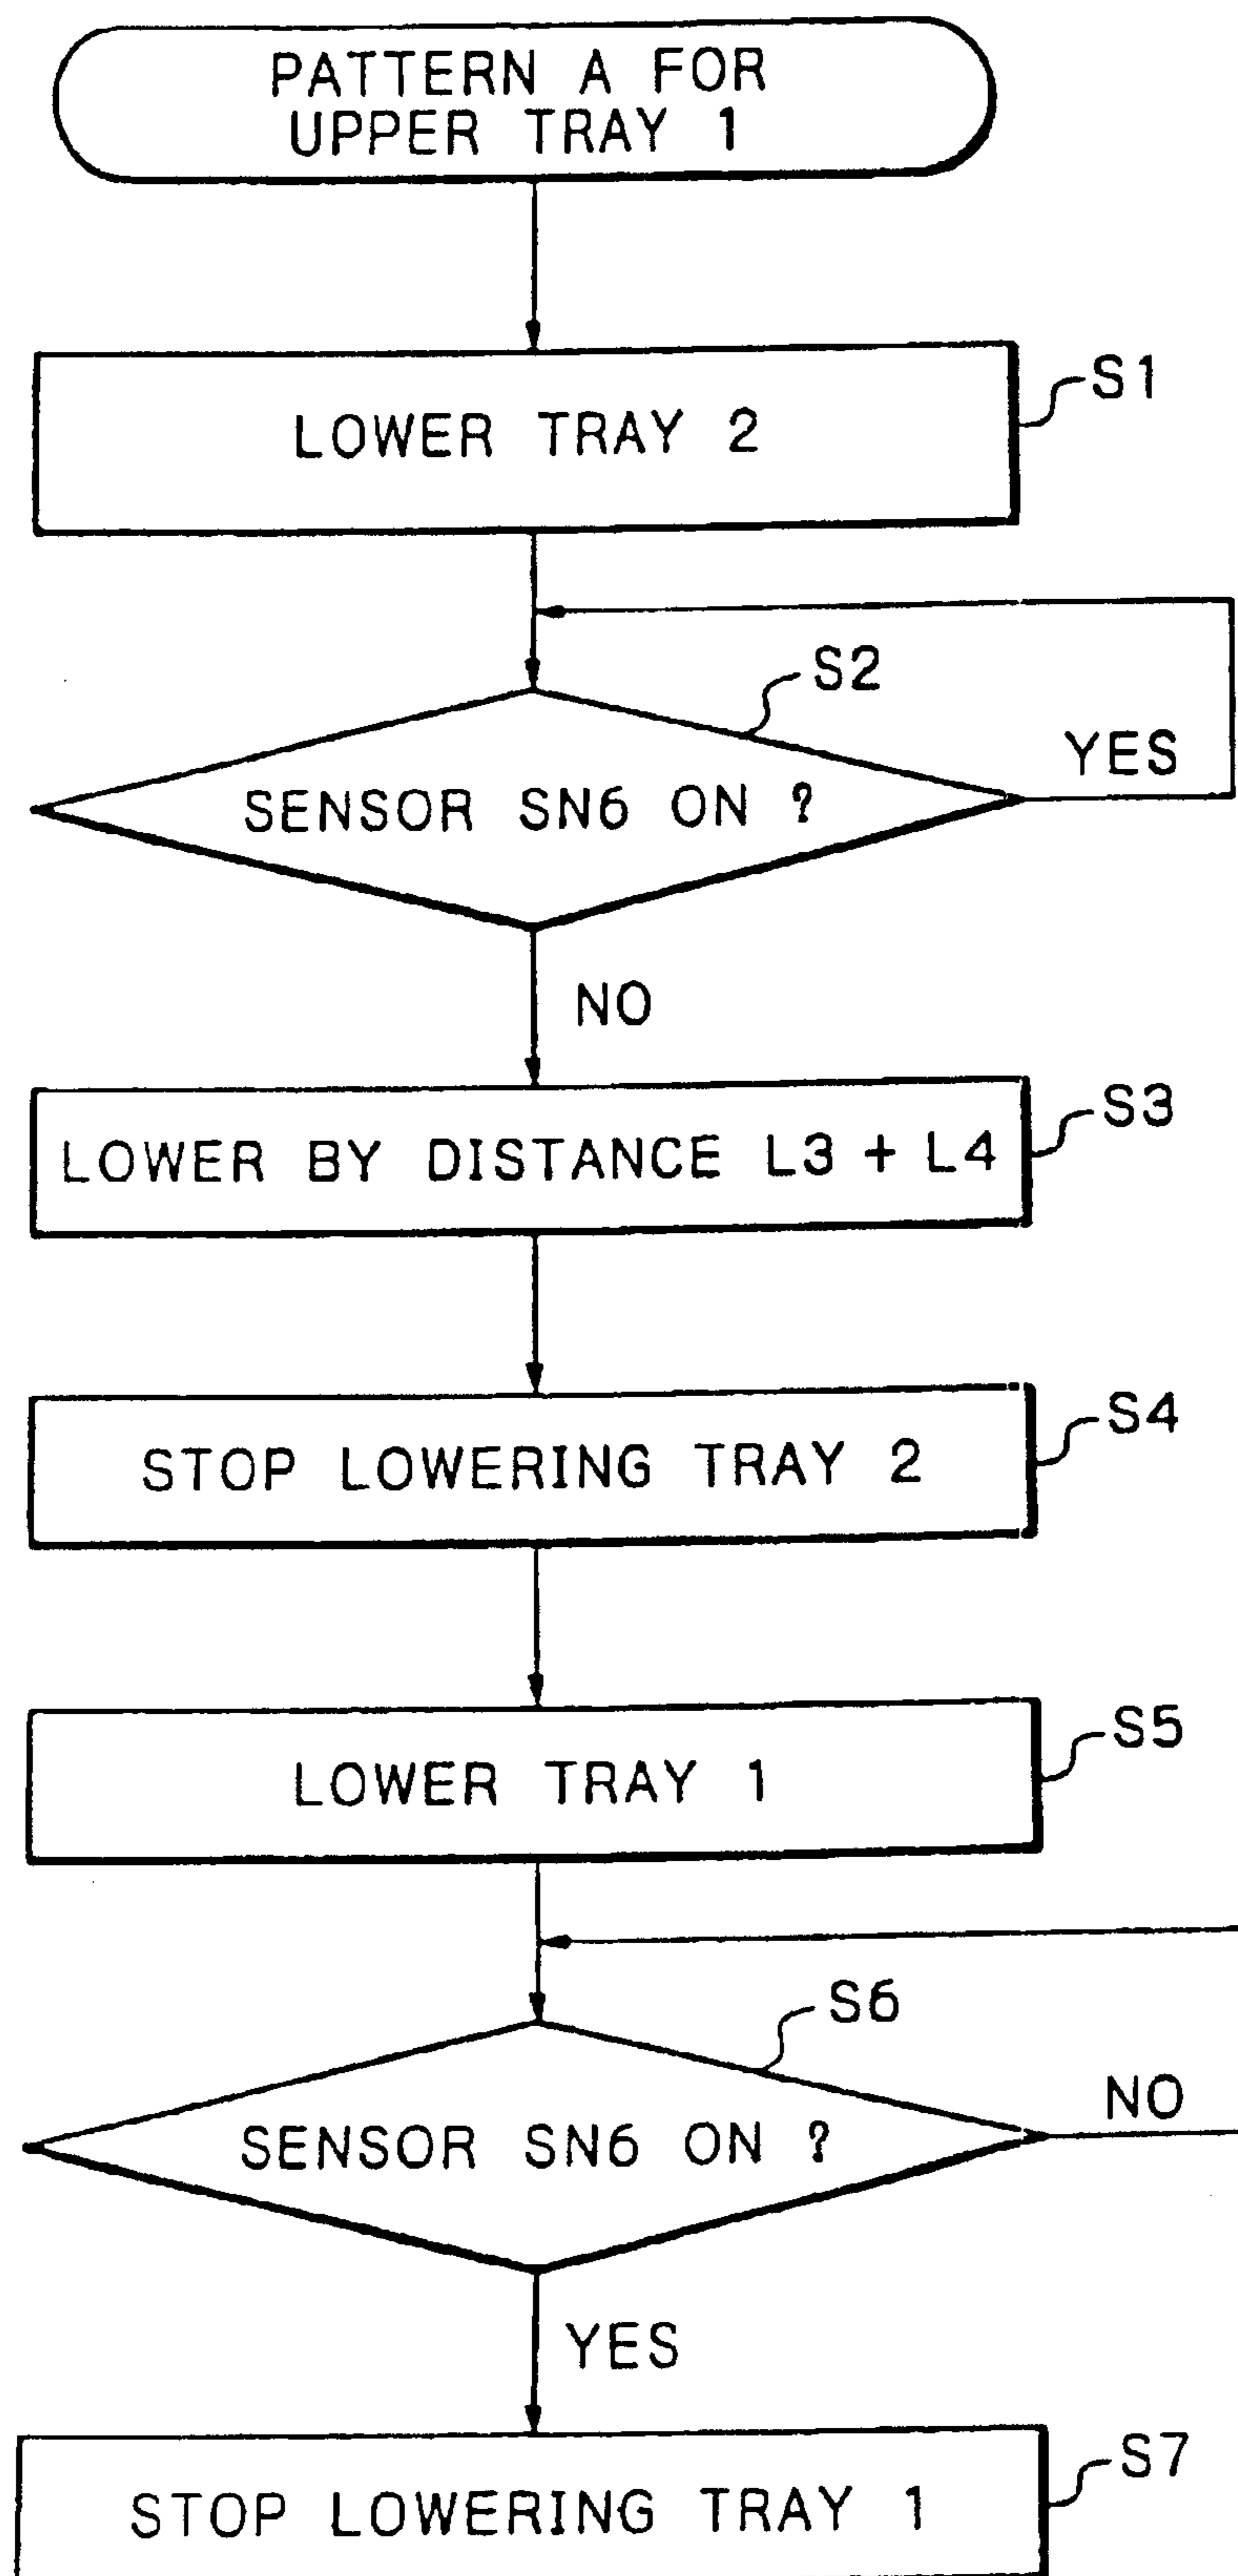 PATTERN A FOR
UPPER TRAY 1
LOWER TRAY 2
S1
S2
SENSOR SN6 ON ?
YES
NO
LOWER BY DISTANCE L3 + L4
S3
STOP LOWERING TRAY 2
S4
LOWER TRAY 1
S5
S6
SENSOR SN6 ON ?
NO
YES
STOP LOWERING TRAY 1
S7